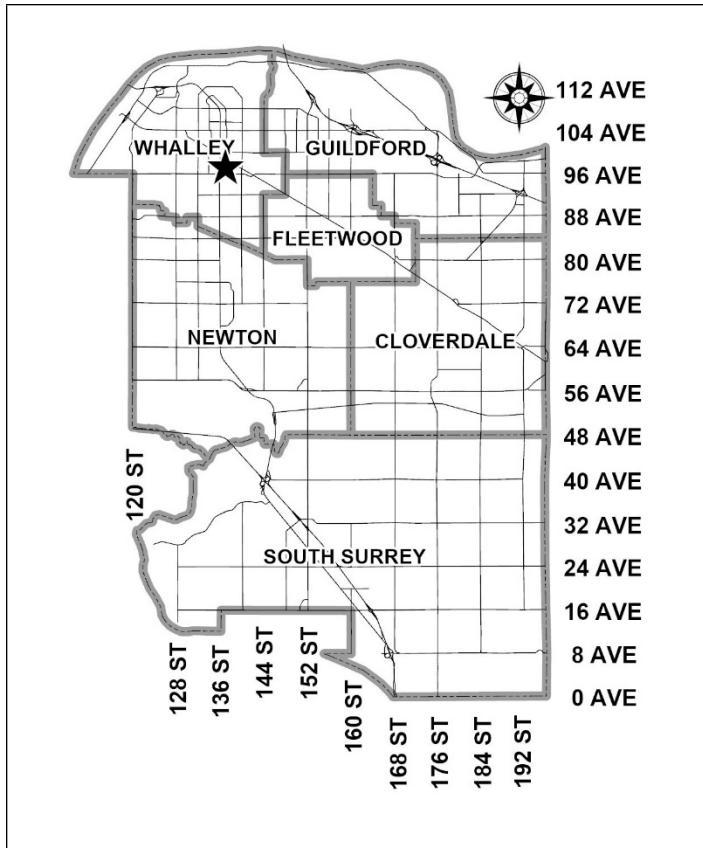 112 AVE
104 AVE
WHALLEY
GUILDFORD
96 AVE
88 AVE
FLEETWOOD
80 AVE
72 AVE
NEWTON
CLOVERDALE
64 AVE
56 AVE
48 AVE
120 ST
40 AVE
32 AVE
SOUTH SURREY
24 AVE
16 AVE
8 AVE
0 AVE
128 ST
136 ST
144 ST
152 ST
160 ST
168 ST
176 ST
184 ST
192 ST